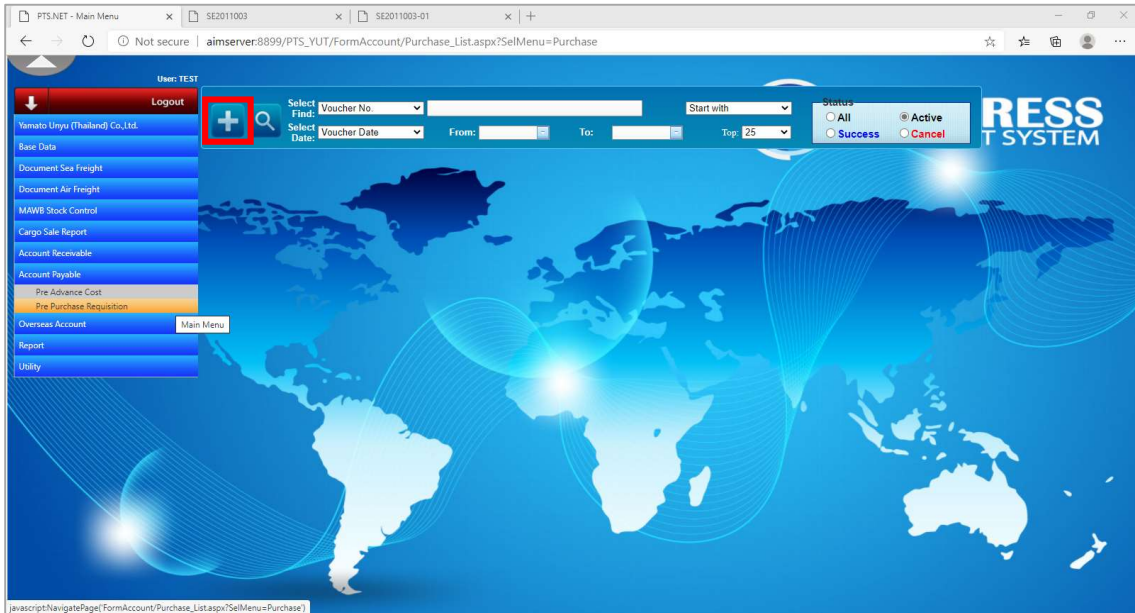 PTS.NET - Main Menu
SE2011003
SE2011003-01
Not secure | aimserver:8899/PTS_YUT/FormAccount/Purchase_List.aspx?SelMenu=Purchase
User: TEST
Logout
Yamato Unyu (Thailand) Co.,Ltd.
Base Data
Document Sea Freight
Document Air Freight
MAWB Stock Control
Cargo Sale Report
Account Receivable
Account Payable
Pre Advance Cost
Pre Purchase Requisition
Overseas Account
Main Menu
Report
Utility
Select Find: Voucher No. Start with
Select Date: Voucher Date From: To: Top: 25
Status
All Active
Success Cancel
RESS
T SYSTEM
javascript:NavigatePage('FormAccount/Purchase_List.aspx?SelMenu=Purchase')